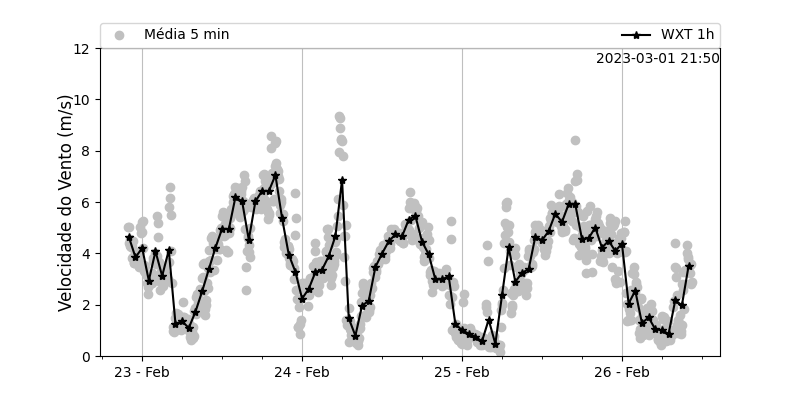 Média 5 min
WXT 1h
2023-03-01 21:50
Velocidade do Vento (m/s)
12
10
8
6
4
2
0
23 - Feb
24 - Feb
25 - Feb
26 - Feb